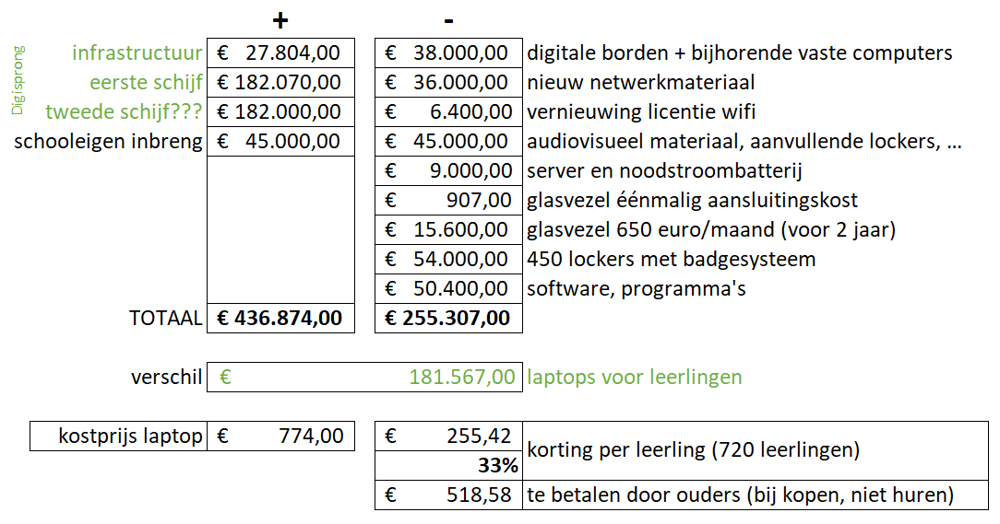 + -
Digisprong
infrastructuur € 27.804,00 € 38.000,00 digitale borden + bijhorende vaste computers
eerste schijf € 182.070,00 € 36.000,00 nieuw netwerkmateriaal
tweede schijf??? € 182.000,00 € 6.400,00 vernieuwing licentie wifi
schooleigen inbreng € 45.000,00 € 45.000,00 audiovisueel materiaal, aanvullende lockers, ...
€ 9.000,00 server en noodstroombatterij
€ 907,00 glasvezel éénmalig aansluitingskost
€ 15.600,00 glasvezel 650 euro/maand (voor 2 jaar)
€ 54.000,00 450 lockers met badgesysteem
€ 50.400,00 software, programma's
TOTAAL € 436.874,00 € 255.307,00
verschil € 181.567,00 laptops voor leerlingen
kostprijs laptop € 774,00 € 255,42
korting per leerling (720 leerlingen)
33%
€ 518,58 te betalen door ouders (bij kopen, niet huren)